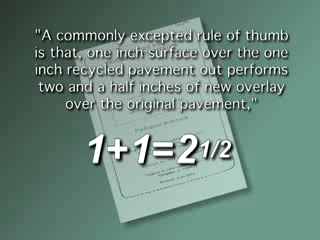 "A commonly excepted rule of thumb
is that, one inch surface over the one
inch recycled pavement out performs
two and a half inches of new overlay
over the original pavement,"
1+1=2 1/2